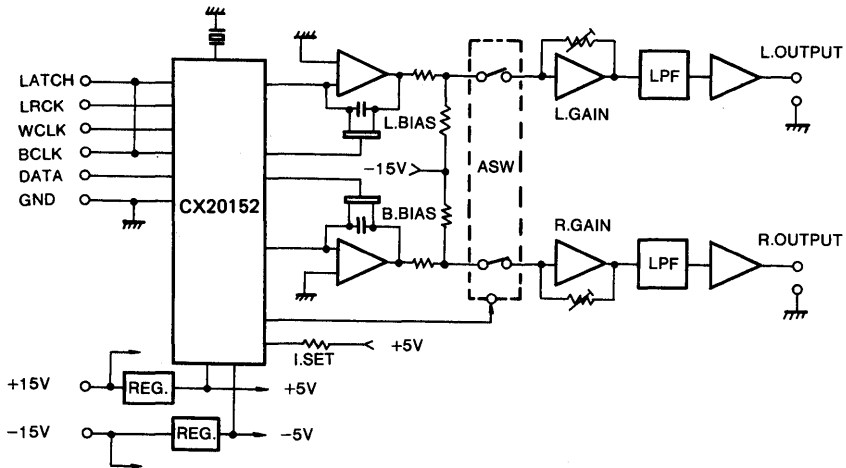 LATCH
LRCK
WCLK
BCLK
DATA
GND
CX20152
L.BIAS
-15V
B.BIAS
ASW
L.GAIN
LPF
L.OUTPUT
R.GAIN
LPF
R.OUTPUT
I.SET
+5V
+15V
REG.
+5V
-15V
REG.
-5V